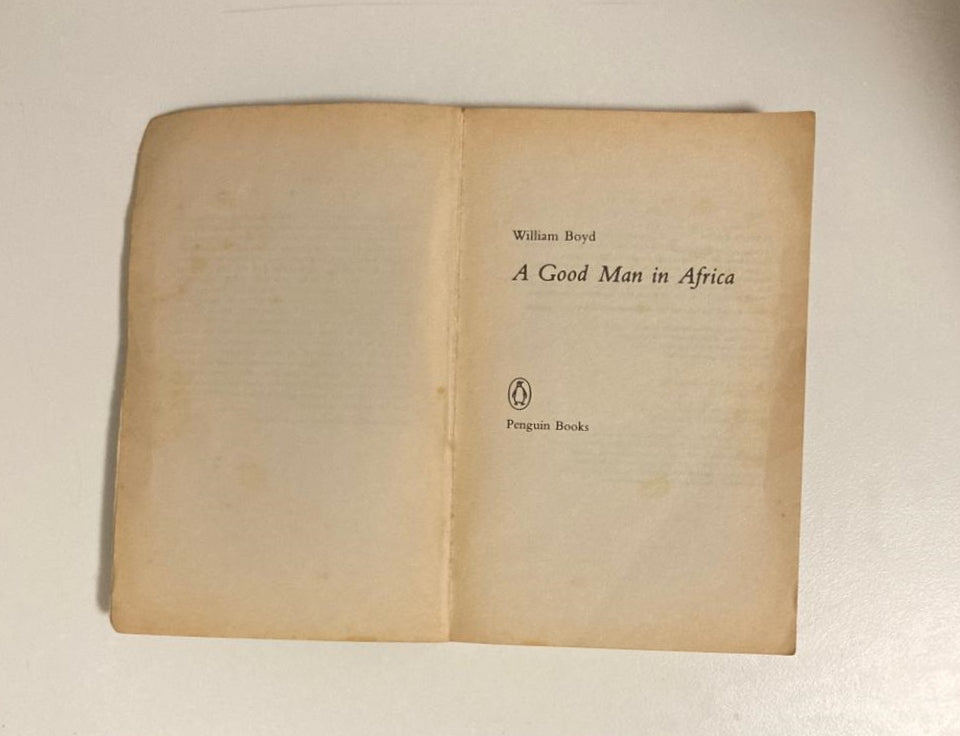 William Boyd
A Good Man in Africa
Penguin Books